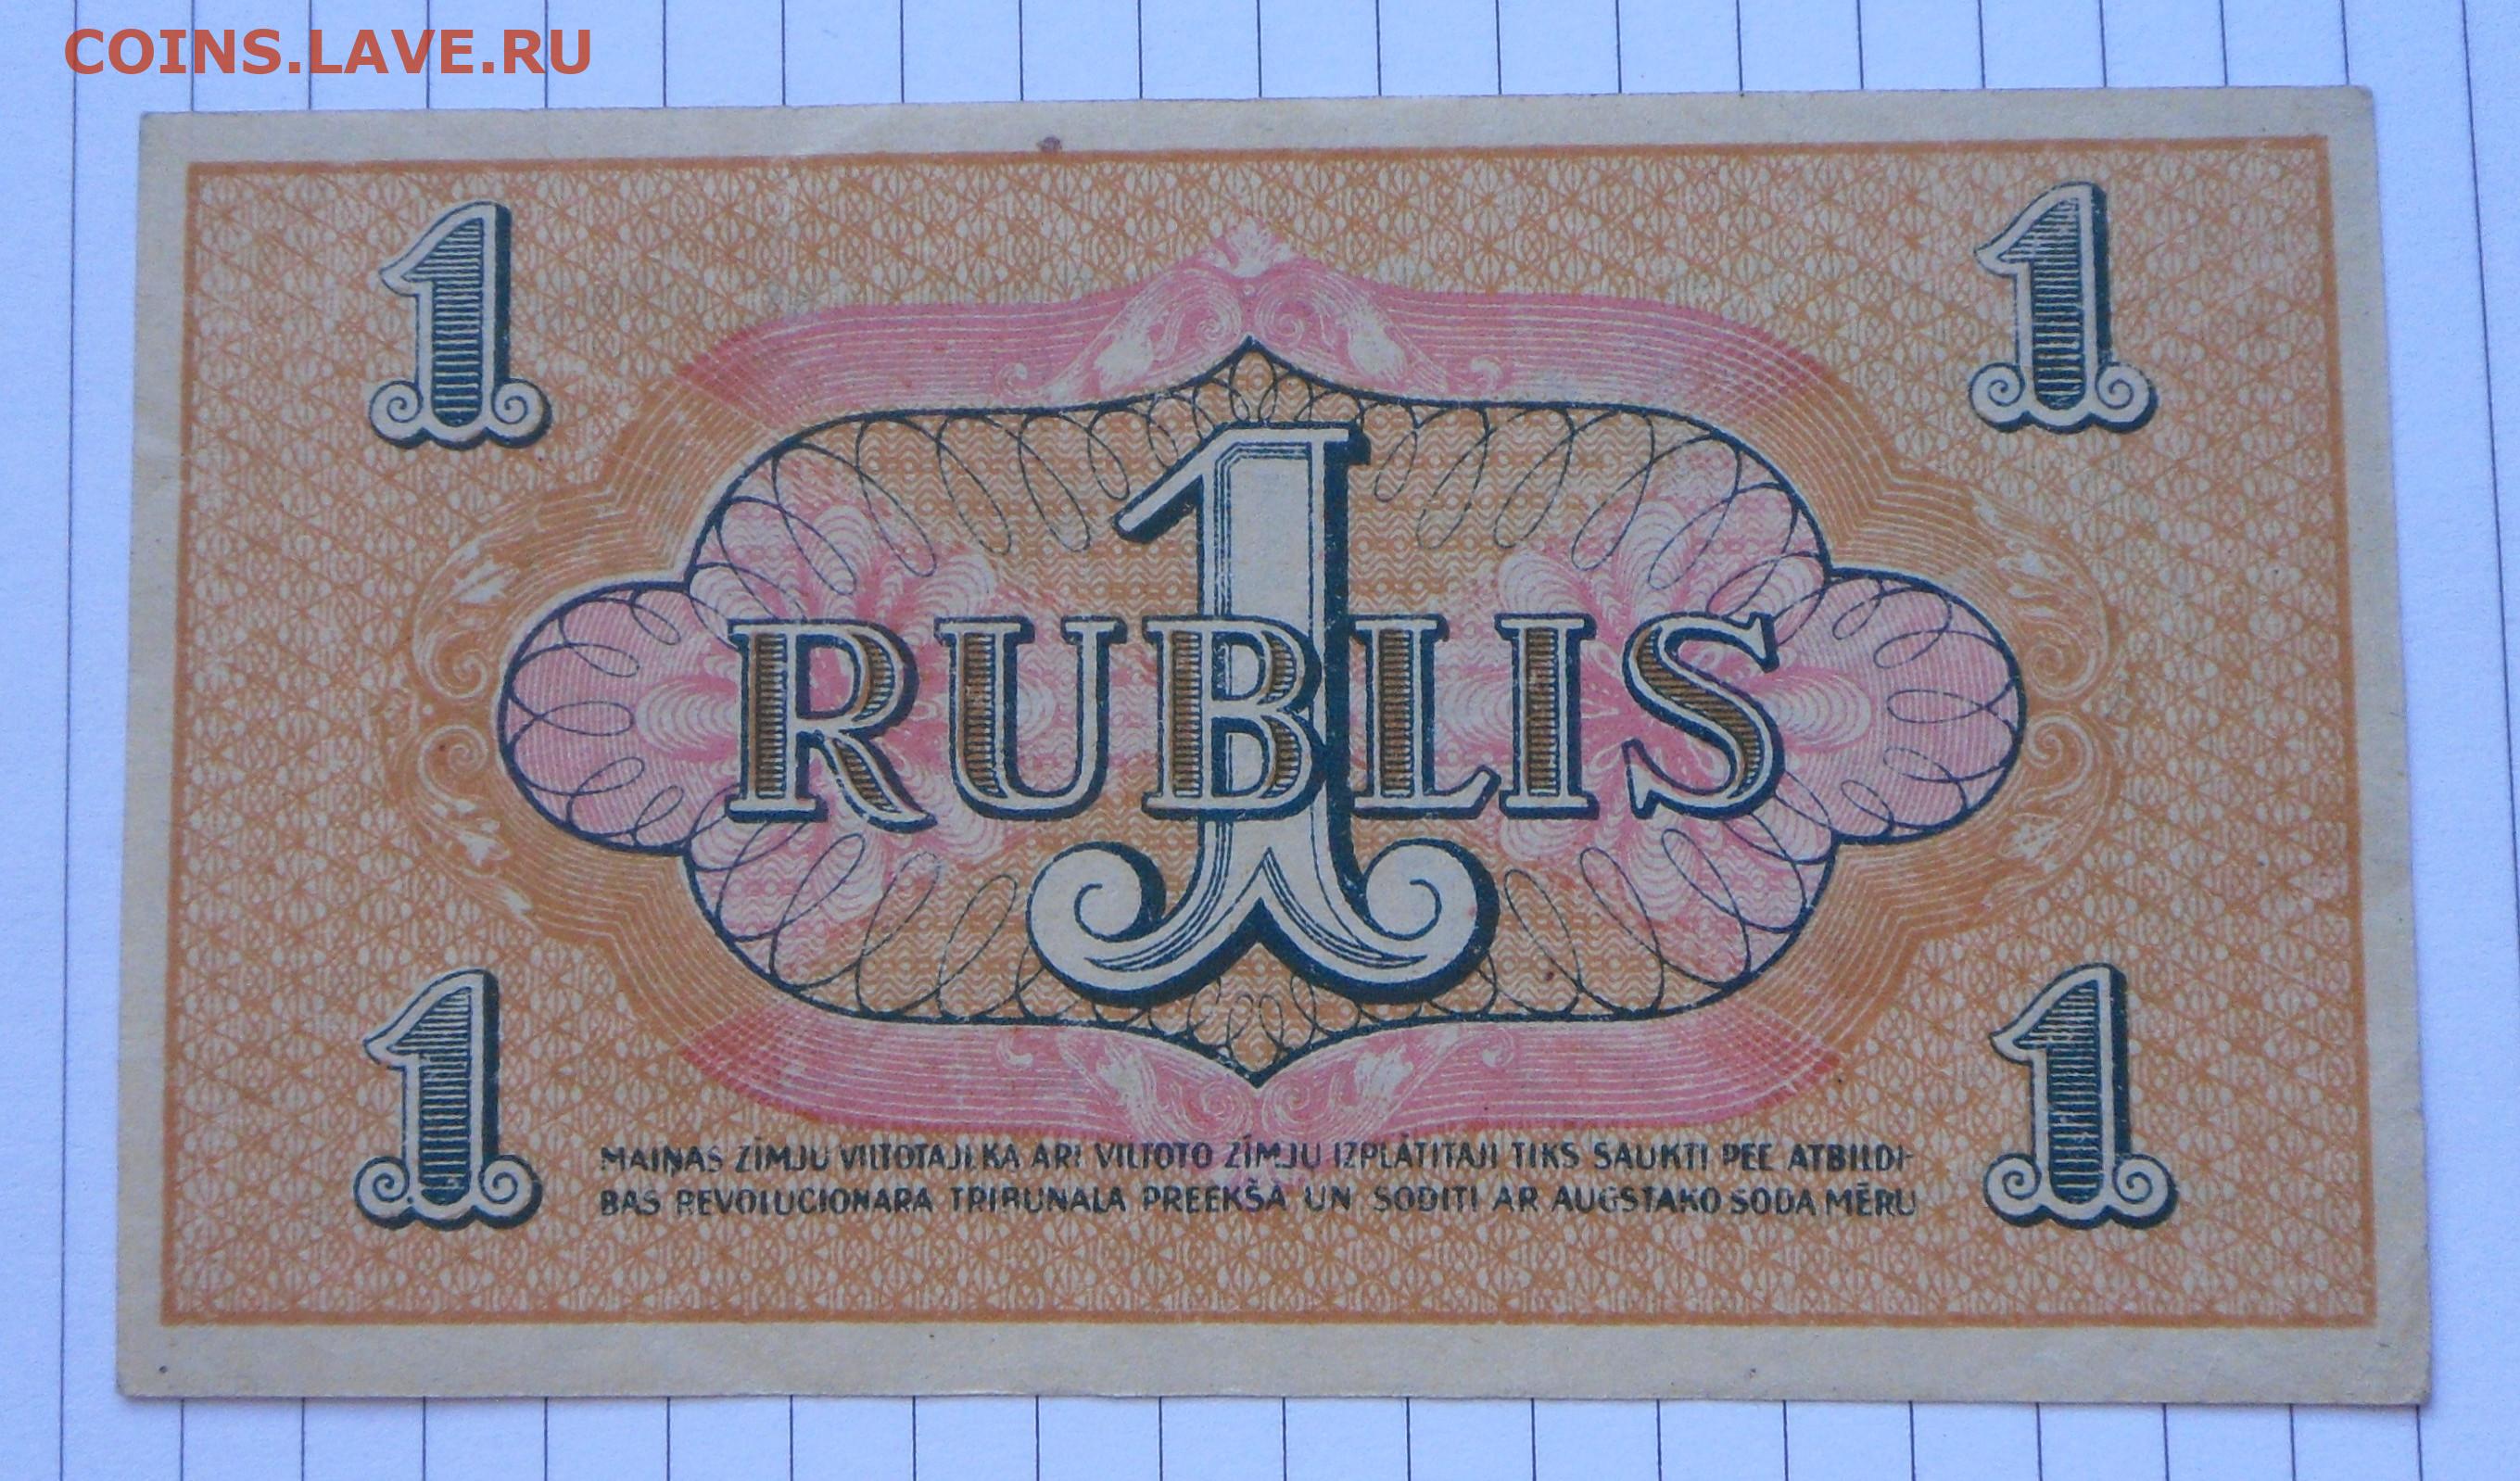 COINS.LAVE.RU
1 1
1
RUBLIS
1 1
MAIŅAS ZĪMJU VILTOTAJI KA ARI VILTOTO ZĪMJU IZPLĀTITAJI TIKS SAUKTI PEE ATBILDI-
BAS REVOLUCIONARA TRIBUNALA PREEKŠA UN SODITI AR AUGSTAKO SODA MĒRU